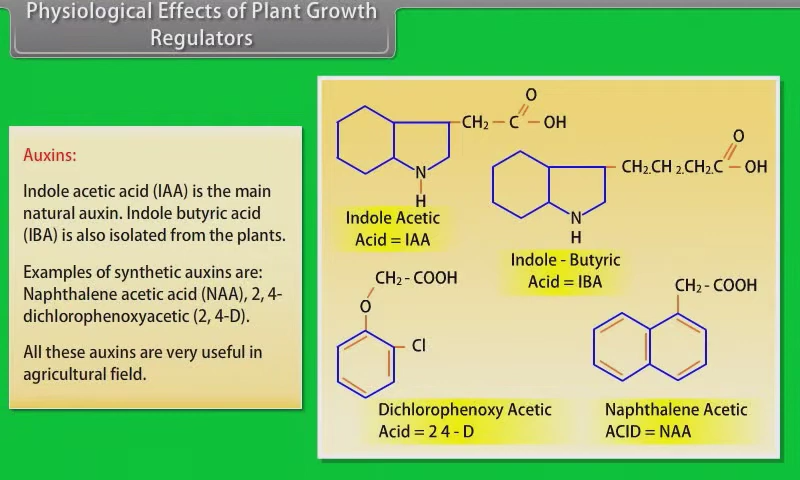 Physiological Effects of Plant Growth
Regulators
Auxins:
Indole acetic acid (IAA) is the main
natural auxin. Indole butyric acid
(IBA) is also isolated from the plants.
Examples of synthetic auxins are:
Naphthalene acetic acid (NAA), 2, 4-
dichlorophenoxyacetic (2, 4-D).
All these auxins are very useful in
agricultural field.
O
CH₂ – C – OH
N
H
Indole Acetic
Acid = IAA
O
CH₂.CH ₂.CH₂.C – OH
N
H
Indole - Butyric
Acid = IBA
CH₂ - COOH
O
Cl
Dichlorophenoxy Acetic
Acid = 2 4 - D
CH₂ - COOH
Naphthalene Acetic
ACID = NAA